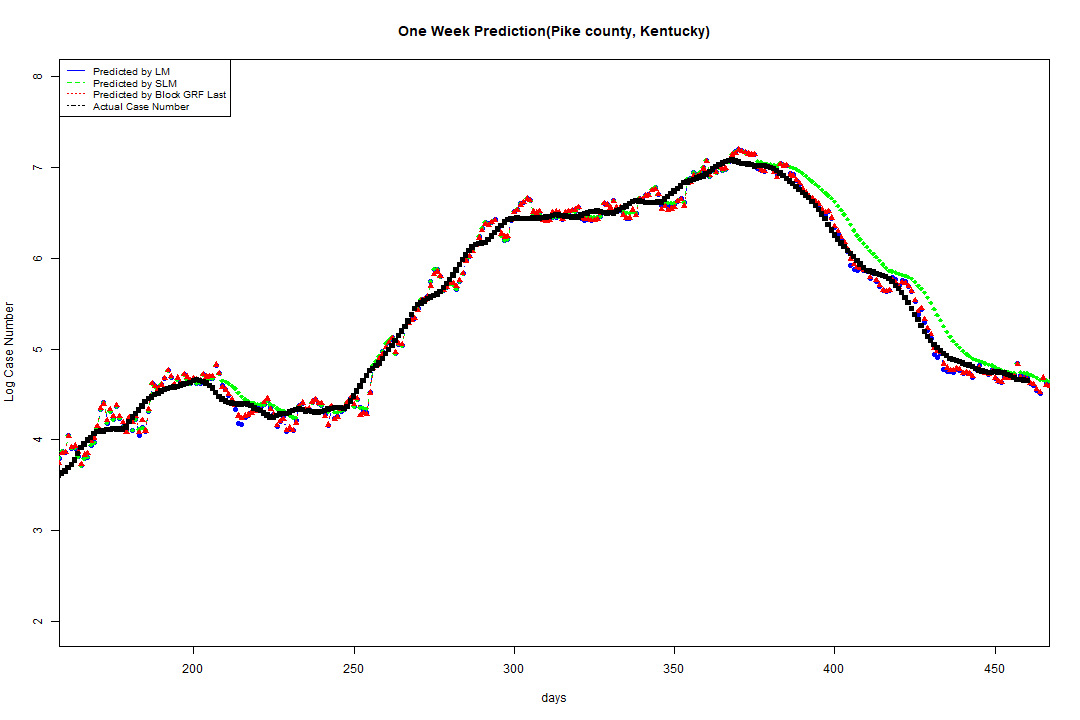 One Week Prediction(Pike county, Kentucky)
Predicted by LM
Predicted by SLM
Predicted by Block GRF Last
Actual Case Number
8
7
6
5
4
3
2
Log Case Number
200 250 300 350 400 450
days